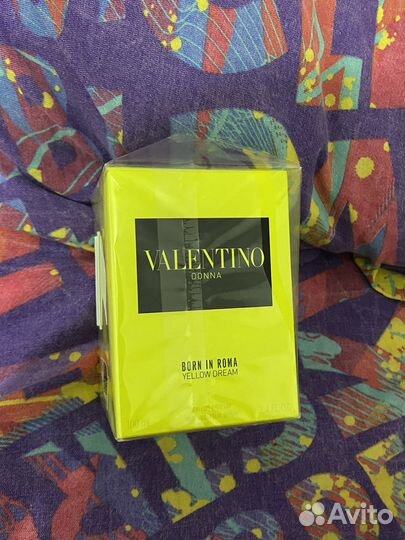 VALENTINO
DONNA
BORN IN ROMA
YELLOW DREAM
Avito